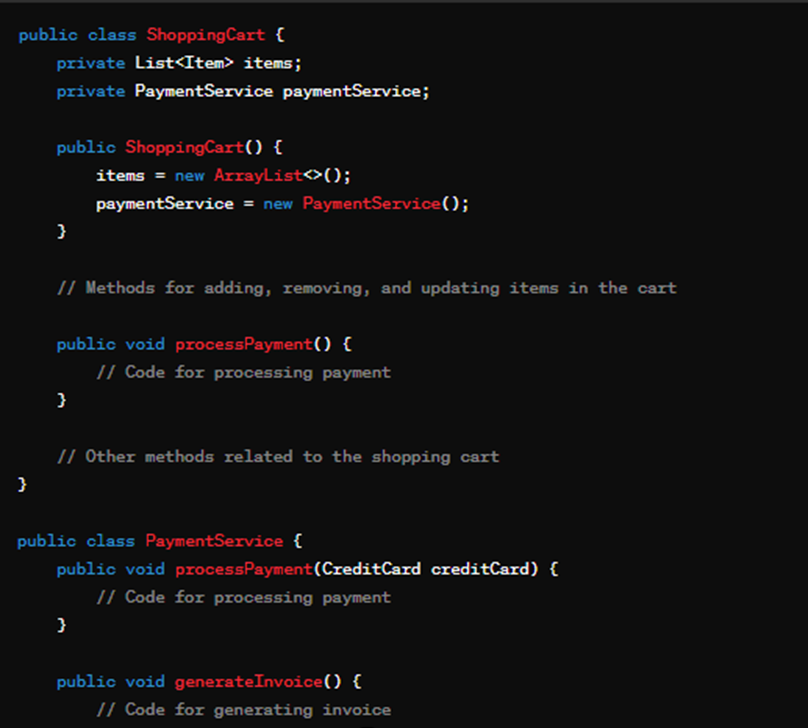 public class ShoppingCart {
    private List<Item> items;
    private PaymentService paymentService;

    public ShoppingCart() {
        items = new ArrayList<>();
        paymentService = new PaymentService();
    }

    // Methods for adding, removing, and updating items in the cart

    public void processPayment() {
        // Code for processing payment
    }

    // Other methods related to the shopping cart
}

public class PaymentService {
    public void processPayment(CreditCard creditCard) {
        // Code for processing payment
    }

    public void generateInvoice() {
        // Code for generating invoice